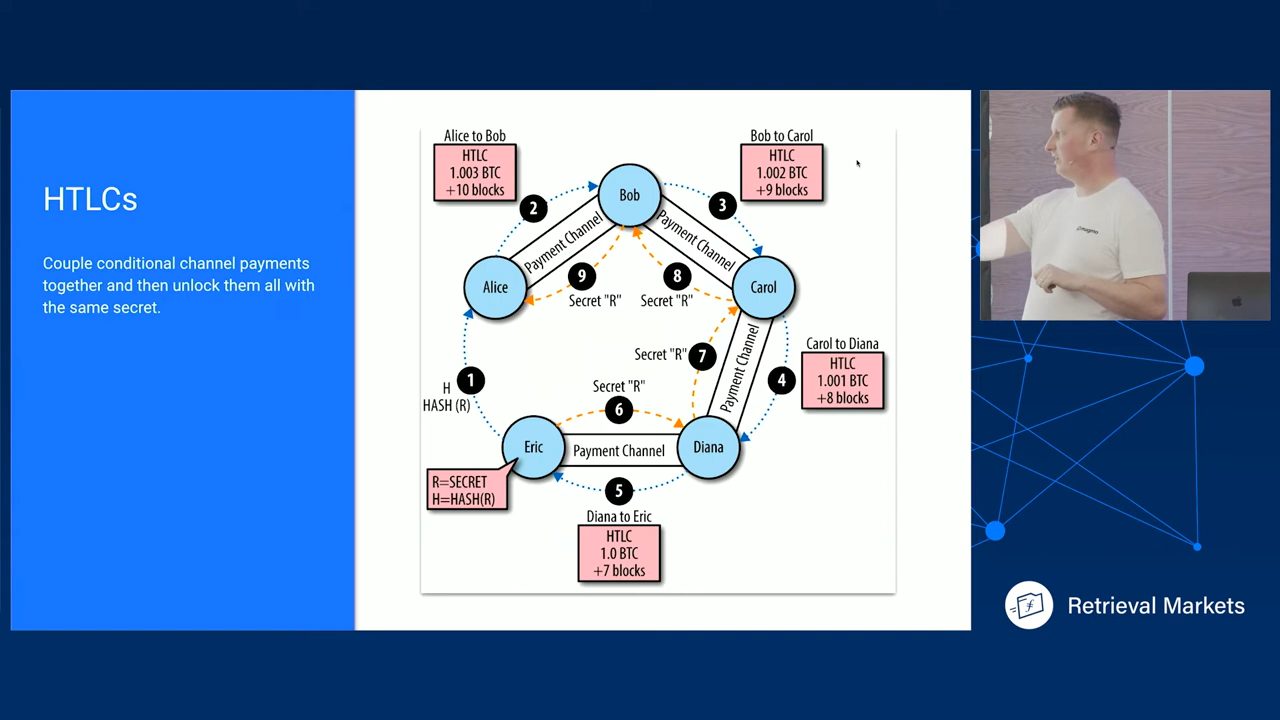 HTLCs
Couple conditional channel payments
together and then unlock them all with
the same secret.
Alice to Bob
HTLC
1.003 BTC
+10 blocks
Bob to Carol
HTLC
1.002 BTC
+9 blocks
2
Bob
3
Payment Channel
Payment Channel
9
Secret "R"
8
Secret "R"
Alice
Carol
Secret "R"
7
Payment Channel
Carol to Diana
HTLC
1.001 BTC
+8 blocks
4
1
H
HASH (R)
Secret "R"
6
Eric
Payment Channel
Diana
R=SECRET
H=HASH(R)
5
Diana to Eric
HTLC
1.0 BTC
+7 blocks
magmo
Retrieval Markets